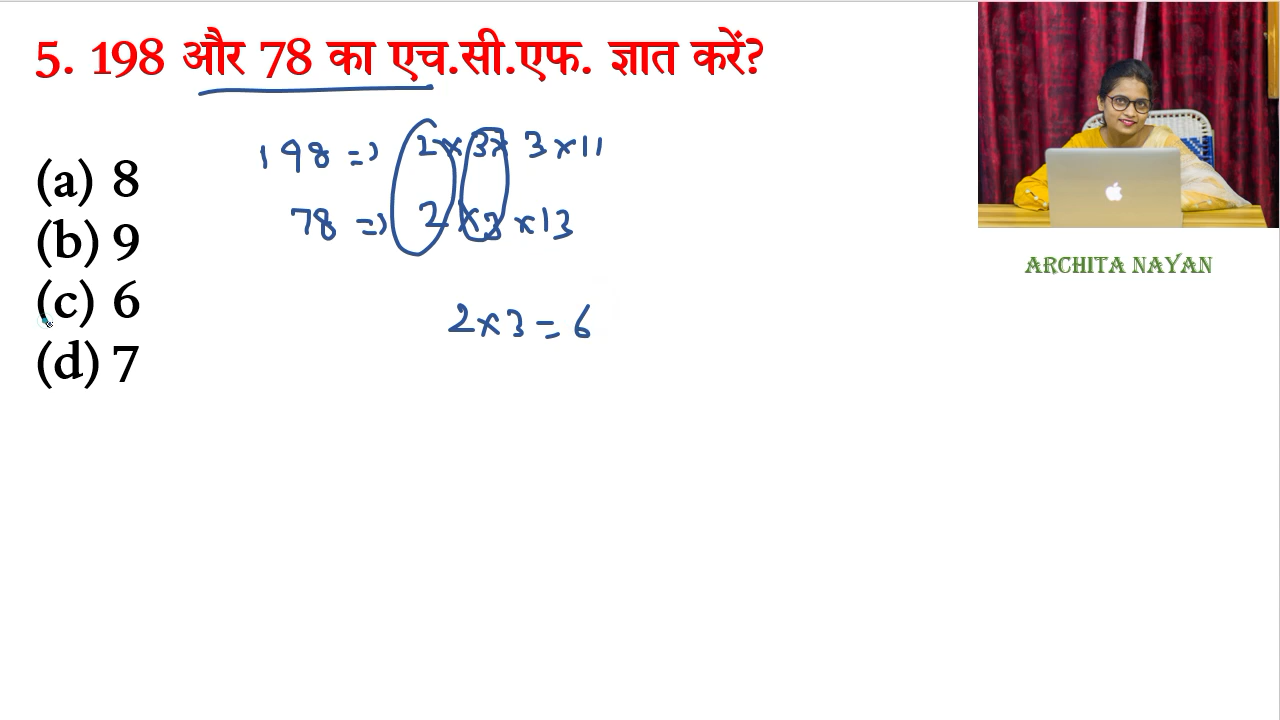 5. 198 और 78 का एच.सी.एफ. ज्ञात करें?
198 => 2 x 3 x 3 x 11
(a) 8
78 => 2 x 3 x 13
(b) 9
ARCHITA NAYAN
(c) 6
2 x 3 = 6
(d) 7